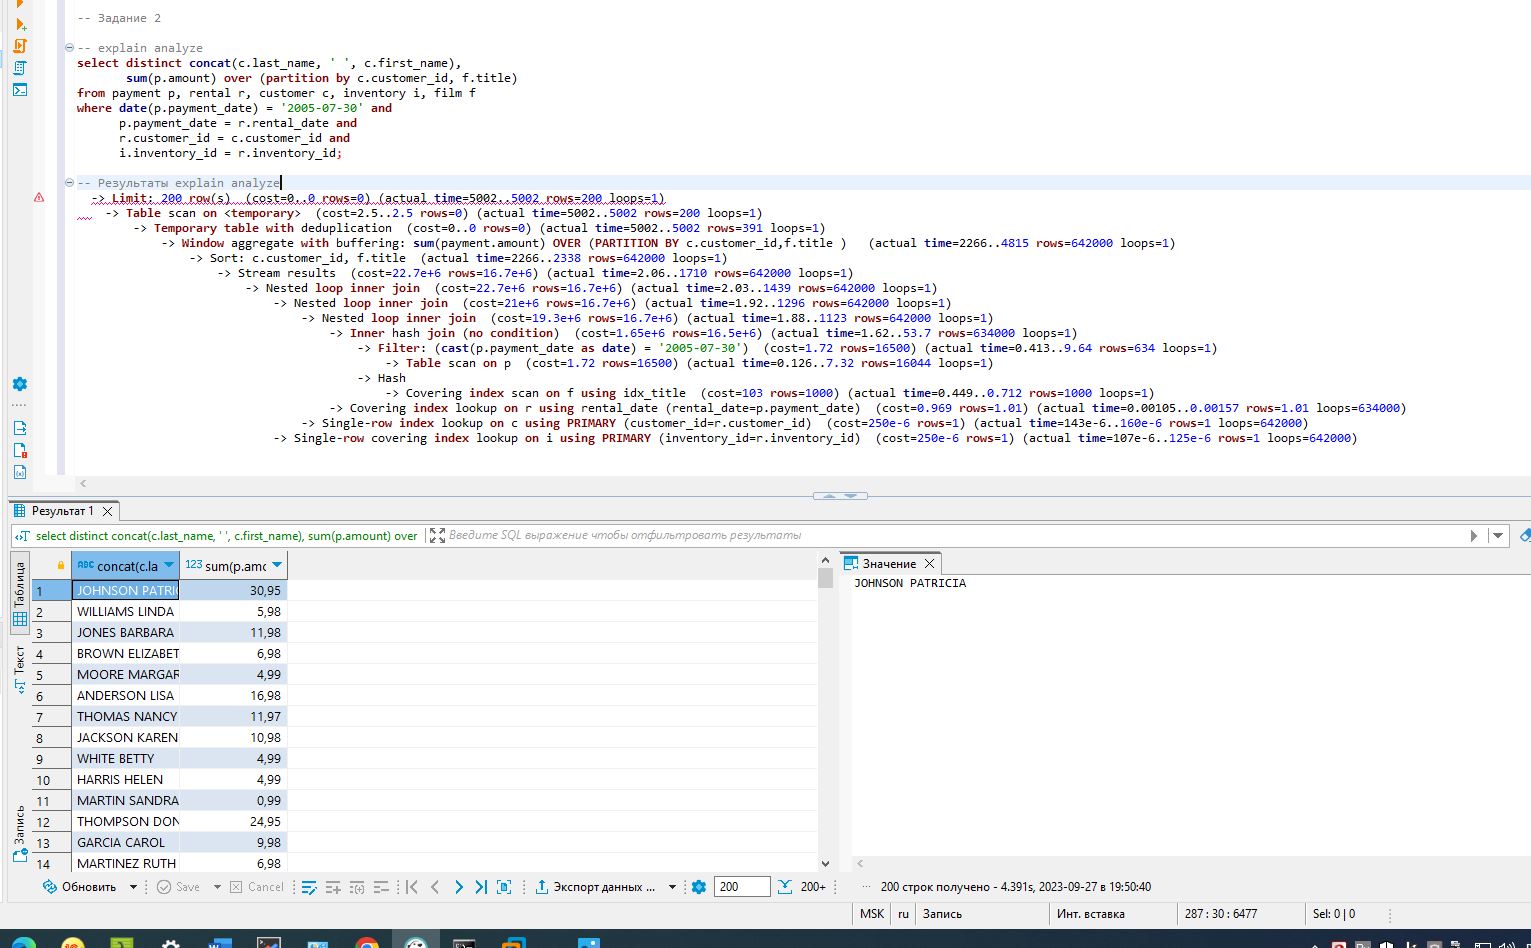 -- Задание 2
-- explain analyze
select distinct concat(c.last_name, ' ', c.first_name),
sum(p.amount) over (partition by c.customer_id, f.title)
from payment p, rental r, customer c, inventory i, film f
where date(p.payment_date) = '2005-07-30' and
p.payment_date = r.rental_date and
r.customer_id = c.customer_id and
i.inventory_id = r.inventory_id;
-- Результаты explain analyze
-> Limit: 200 row(s)  (cost=0..0 rows=0) (actual time=5002..5002 rows=200 loops=1)
-> Table scan on <temporary>  (cost=2.5..2.5 rows=0) (actual time=5002..5002 rows=200 loops=1)
-> Temporary table with deduplication  (cost=0..0 rows=0) (actual time=5002..5002 rows=391 loops=1)
-> Window aggregate with buffering: sum(payment.amount) OVER (PARTITION BY c.customer_id,f.title )   (actual time=2266..4815 rows=642000 loops=1)
-> Sort: c.customer_id, f.title  (actual time=2266..2338 rows=642000 loops=1)
-> Stream results  (cost=22.7e+6 rows=16.7e+6) (actual time=2.06..1710 rows=642000 loops=1)
-> Nested loop inner join  (cost=22.7e+6 rows=16.7e+6) (actual time=2.03..1439 rows=642000 loops=1)
-> Nested loop inner join  (cost=21e+6 rows=16.7e+6) (actual time=1.92..1296 rows=642000 loops=1)
-> Nested loop inner join  (cost=19.3e+6 rows=16.7e+6) (actual time=1.88..1123 rows=642000 loops=1)
-> Inner hash join (no condition)  (cost=1.65e+6 rows=16.5e+6) (actual time=1.62..53.7 rows=634000 loops=1)
-> Filter: (cast(p.payment_date as date) = '2005-07-30')  (cost=1.72 rows=16500) (actual time=0.413..9.64 rows=634 loops=1)
-> Table scan on p  (cost=1.72 rows=16500) (actual time=0.126..7.32 rows=16044 loops=1)
-> Hash
-> Covering index scan on f using idx_title  (cost=103 rows=1000) (actual time=0.449..0.712 rows=1000 loops=1)
-> Covering index lookup on r using rental_date (rental_date=p.payment_date)  (cost=0.969 rows=1.01) (actual time=0.00105..0.00157 rows=1.01 loops=634000)
-> Single-row index lookup on c using PRIMARY (customer_id=r.customer_id)  (cost=250e-6 rows=1) (actual time=143e-6..160e-6 rows=1 loops=642000)
-> Single-row covering index lookup on i using PRIMARY (inventory_id=r.inventory_id)  (cost=250e-6 rows=1) (actual time=107e-6..125e-6 rows=1 loops=642000)
Результат 1
select distinct concat(c.last_name, ' ', c.first_name), sum(p.amount) over
Введите SQL выражение чтобы отфильтровать результаты
Таблица
Текст
Запись
ABC concat(c.la
123 sum(p.amo
Значение
JOHNSON PATRICIA
1 JOHNSON PATRIC 30,95
2 WILLIAMS LINDA 5,98
3 JONES BARBARA 11,98
4 BROWN ELIZABET 6,98
5 MOORE MARGAR 4,99
6 ANDERSON LISA 16,98
7 THOMAS NANCY 11,97
8 JACKSON KAREN 10,98
9 WHITE BETTY 4,99
10 HARRIS HELEN 4,99
11 MARTIN SANDRA 0,99
12 THOMPSON DON 24,95
13 GARCIA CAROL 9,98
14 MARTINEZ RUTH 6,98
Обновить
Save
Cancel
Экспорт данных ...
200
200+
··· 200 строк получено - 4.391s, 2023-09-27 в 19:50:40
MSK
ru
Запись
Инт. вставка
287 : 30 : 6477
Sel: 0 | 0